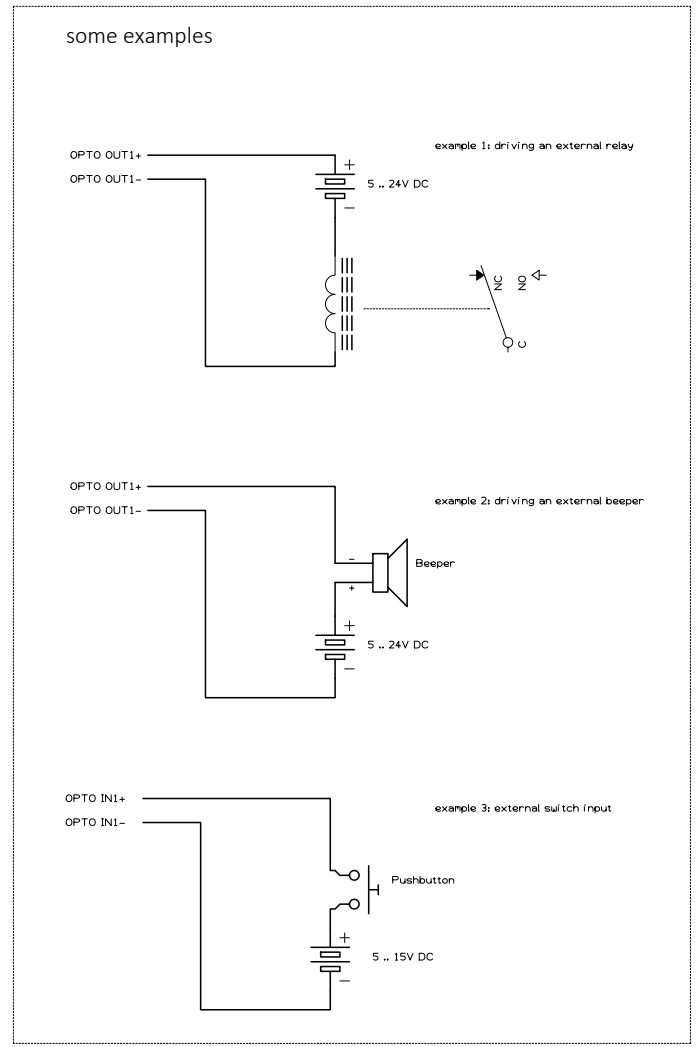 some examples
example 1: driving an external relay
OPTO OUT1+
OPTO OUT1-
+
5 .. 24V DC
-
NC
NO
C
OPTO OUT1+
example 2: driving an external beeper
OPTO OUT1-
-
Beeper
+
+
5 .. 24V DC
-
OPTO IN1+
example 3: external switch input
OPTO IN1-
Pushbutton
+
5 .. 15V DC
-